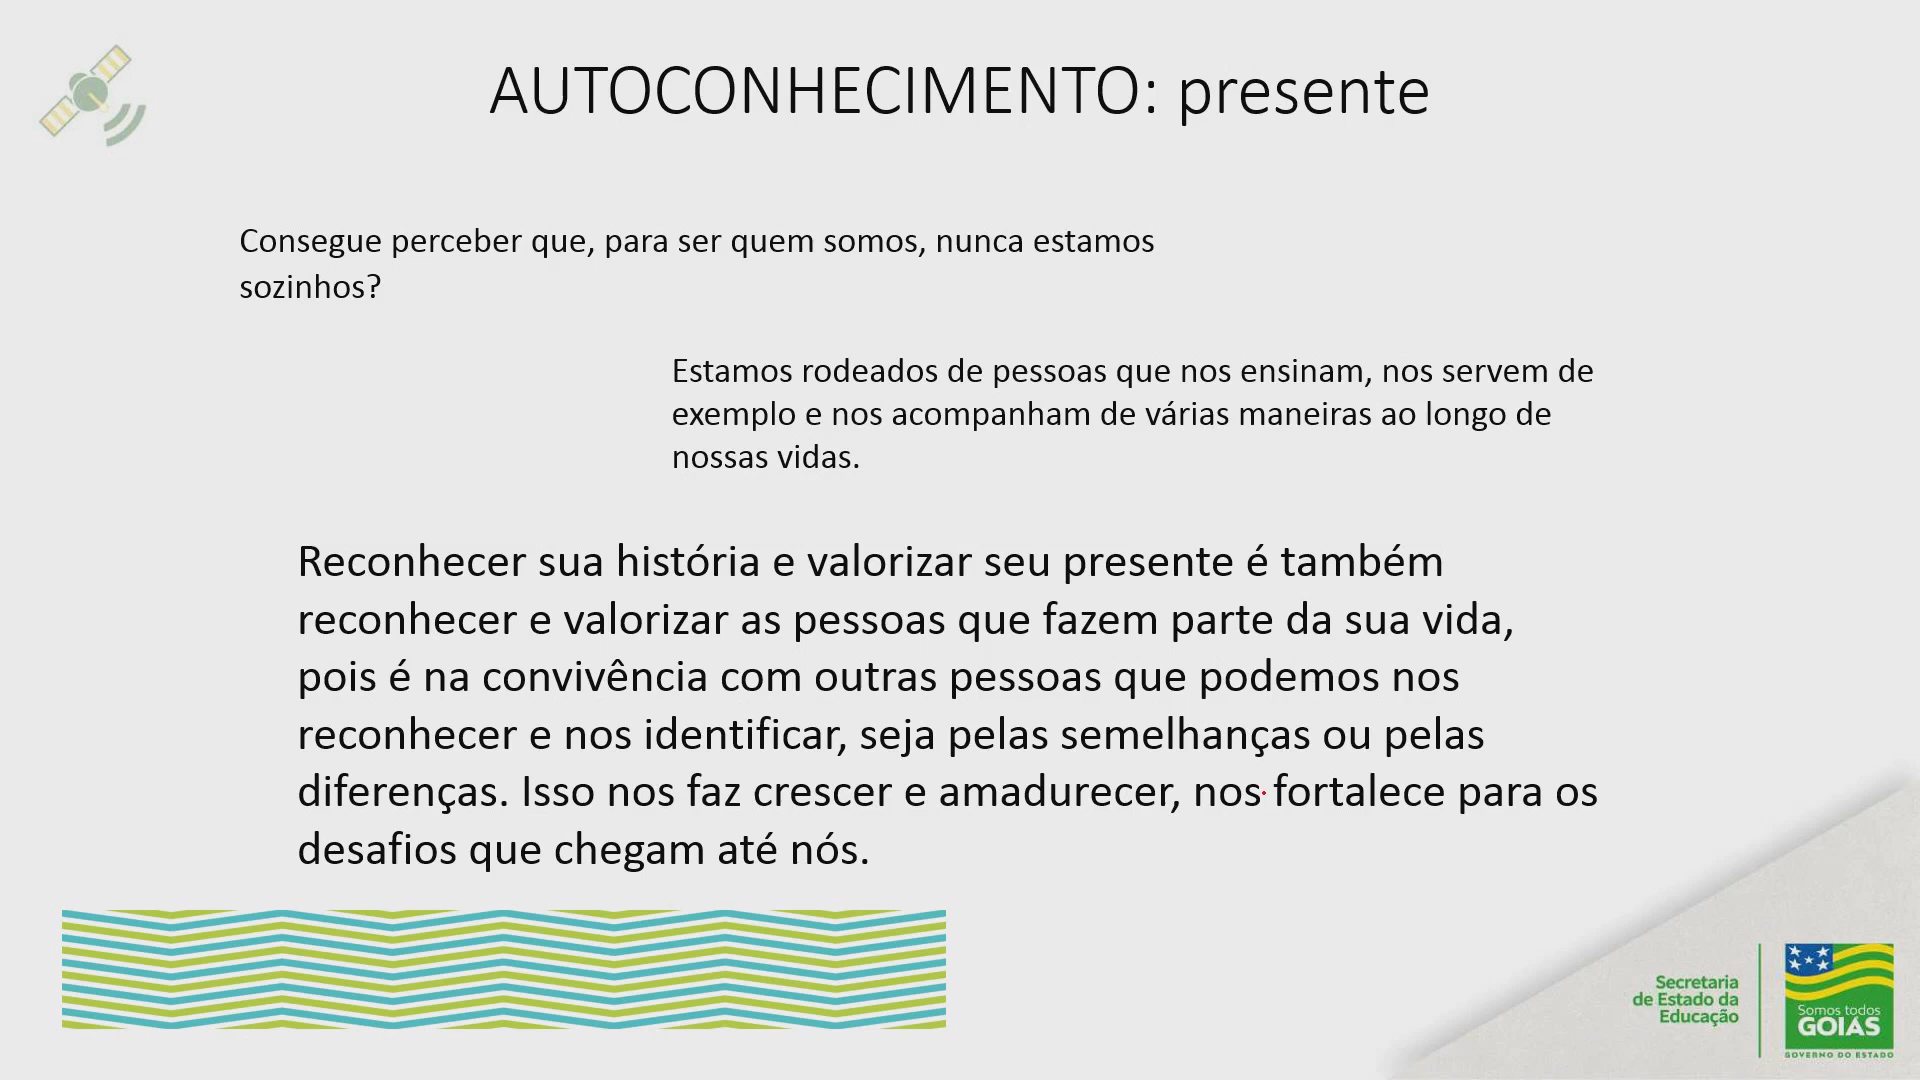 AUTOCONHECIMENTO: presente
Consegue perceber que, para ser quem somos, nunca estamos
sozinhos?
Estamos rodeados de pessoas que nos ensinam, nos servem de
exemplo e nos acompanham de várias maneiras ao longo de
nossas vidas.
Reconhecer sua história e valorizar seu presente é também
reconhecer e valorizar as pessoas que fazem parte da sua vida,
pois é na convivência com outras pessoas que podemos nos
reconhecer e nos identificar, seja pelas semelhanças ou pelas
diferenças. Isso nos faz crescer e amadurecer, nos fortalece para os
desafios que chegam até nós.
Secretaria
de Estado da
Educação
Somos todos
GOIÁS
GOVERNO DO ESTADO